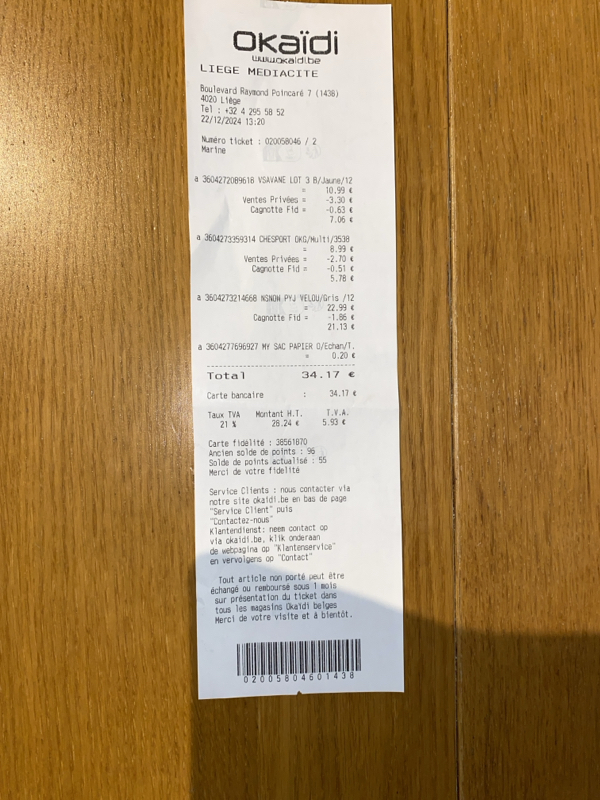 Okaïdi
www.okaidi.be
LIEGE MEDIACITE
Boulevard Raymond Poincaré 7 (1438)
4020 Liège
Tel : +32 4 295 58 52
22/12/2024 13:20
Numéro ticket : 020058046 / 2
Marine
a 3604272089618 VSAVANE LOT 3 B/Jaune/12
= 10.99 €
Ventes Privées = -3.30 €
Cagnotte Fid = -0.63 €
7.06 €
a 3604273359314 CHESPORT OKG/Multi/3538
= 8.99 €
Ventes Privées = -2.70 €
Cagnotte Fid = -0.51 €
5.78 €
a 3604273214668 NSNOW PYJ VELOU/Gris /12
= 22.99 €
Cagnotte Fid = -1.86 €
21.13 €
a 3604277696927 MY SAC PAPIER O/Echan/T.
= 0.20 €
Total 34.17 €
Carte bancaire : 34.17 €
Taux TVA Montant H.T. T.V.A.
21 % 28.24 € 5.93 €
Carte fidélité : 38561870
Ancien solde de points : 96
Solde de points actualisé : 55
Merci de votre fidelité
Service Clients : nous contacter via
notre site okaidi.be en bas de page
"Service Client" puis
"Contactez-nous"
Klantendienst: neem contact op
via okaidi.be, klik onderaan
de webpagina op "Klantenservice"
en vervolgens op "Contact"
Tout article non porté peut être
échangé ou remboursé sous 1 mois
sur présentation du ticket dans
tous les magasins Okaïdi belges
Merci de votre visite et à bientôt.
02005804601438